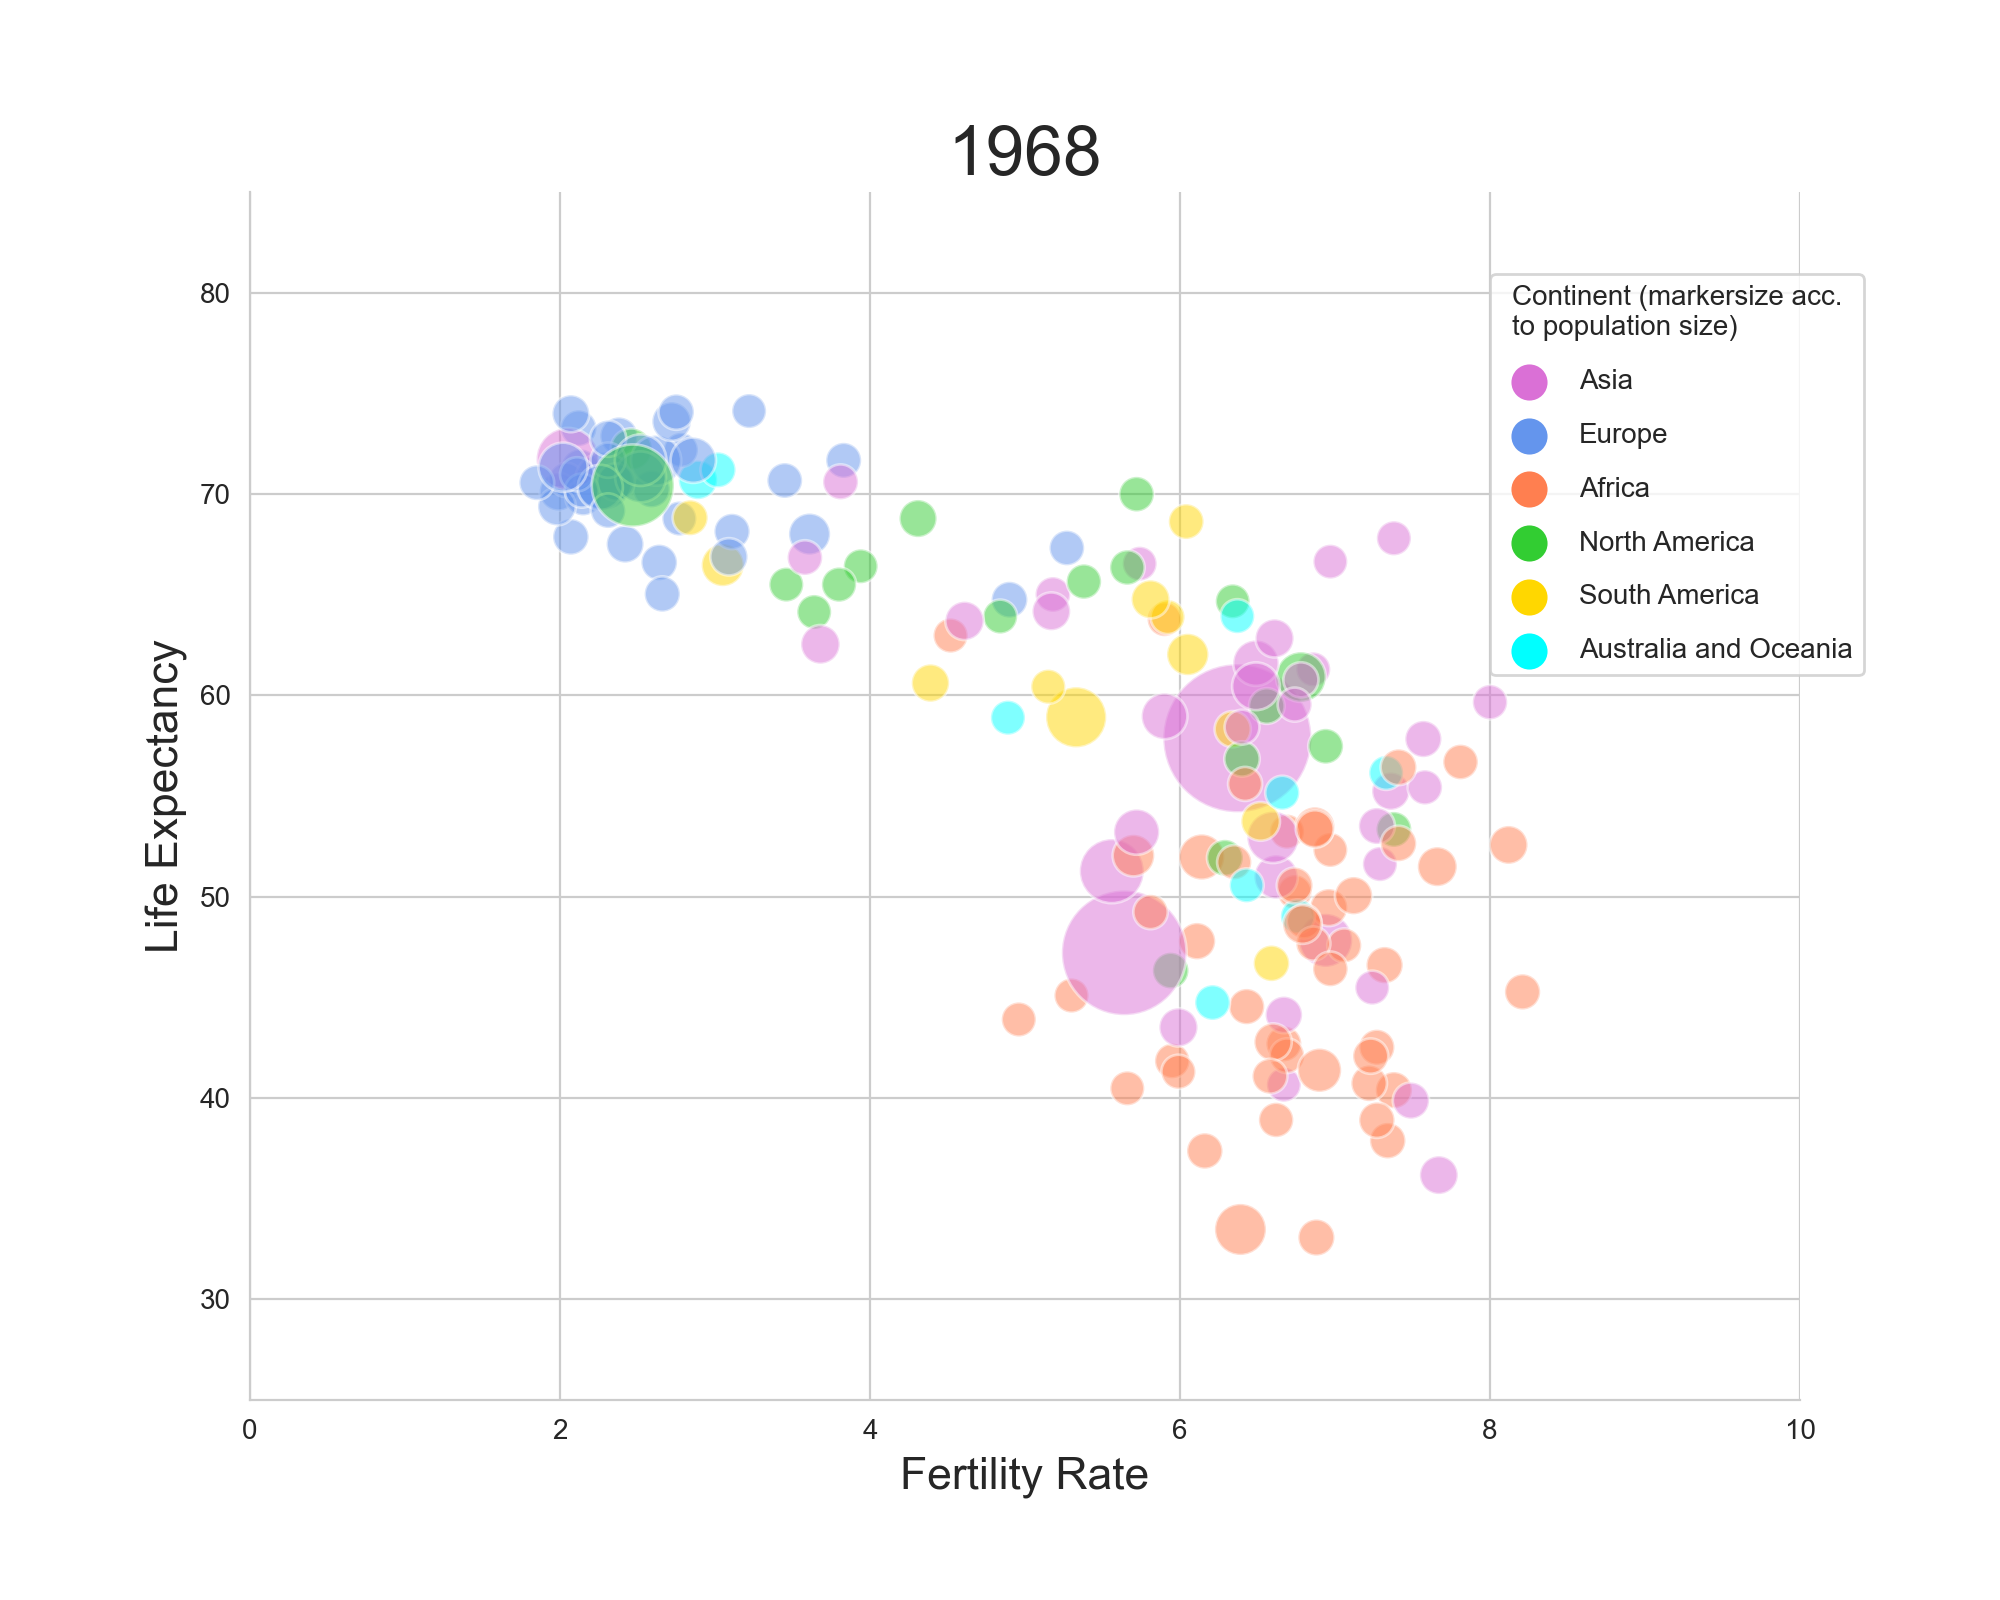 1968
Life Expectancy
80
70
60
50
40
30
0
2
4
6
8
10
Fertility Rate
Continent (markersize acc.
to population size)
Asia
Europe
Africa
North America
South America
Australia and Oceania